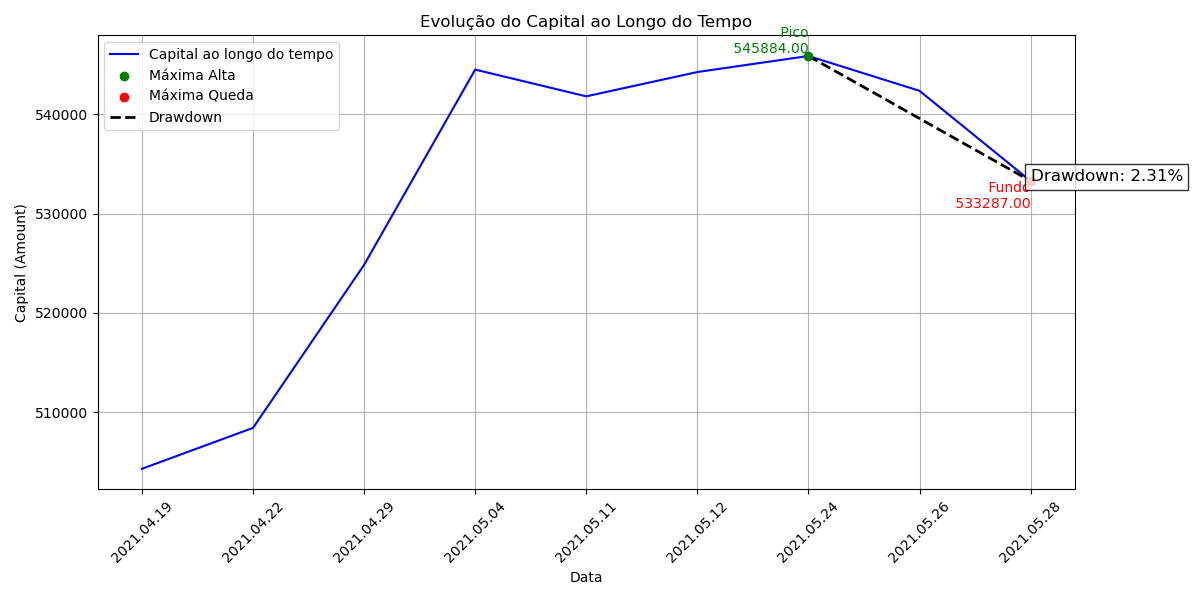 Evolução do Capital ao Longo do Tempo
Pico
545884.00
Capital ao longo do tempo
Máxima Alta
Máxima Queda
Drawdown
540000
530000
520000
510000
Capital (Amount)
Drawdown: 2.31%
Fundo
533287.00
2021.04.19
2021.04.22
2021.04.29
2021.05.04
2021.05.11
2021.05.12
2021.05.24
2021.05.26
2021.05.28
Data